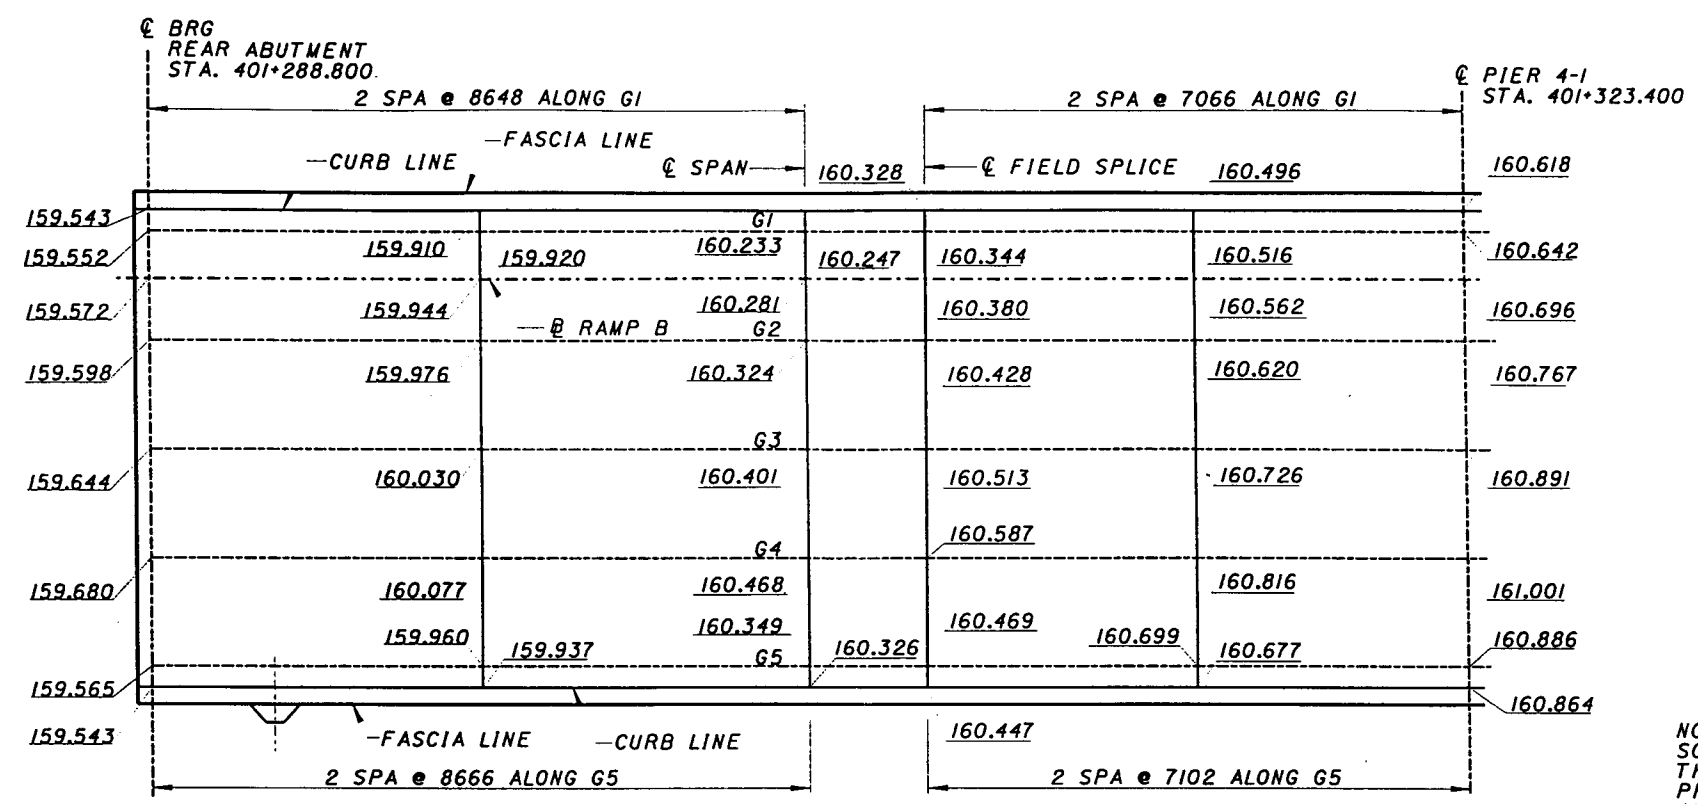 ℄ BRG
REAR ABUTMENT
STA. 401+288.800
℄ PIER 4-1
STA. 401+323.400
2 SPA @ 8648 ALONG G1
2 SPA @ 7066 ALONG G1
FASCIA LINE
CURB LINE
℄ SPAN
160.328
℄ FIELD SPLICE
160.496
160.618
159.543
G1
159.552
159.910
159.920
160.233
160.247
160.344
160.516
160.642
159.572
159.944
160.281
160.380
160.562
160.696
RAMP B
G2
159.598
159.976
160.324
160.428
160.620
160.767
G3
159.644
160.030
160.401
160.513
160.726
160.891
160.587
G4
159.680
160.077
160.468
160.816
161.001
159.960
159.937
160.349
160.326
160.469
160.699
160.677
160.886
G5
159.565
160.864
159.543
FASCIA LINE
CURB LINE
160.447
2 SPA @ 8666 ALONG G5
2 SPA @ 7102 ALONG G5